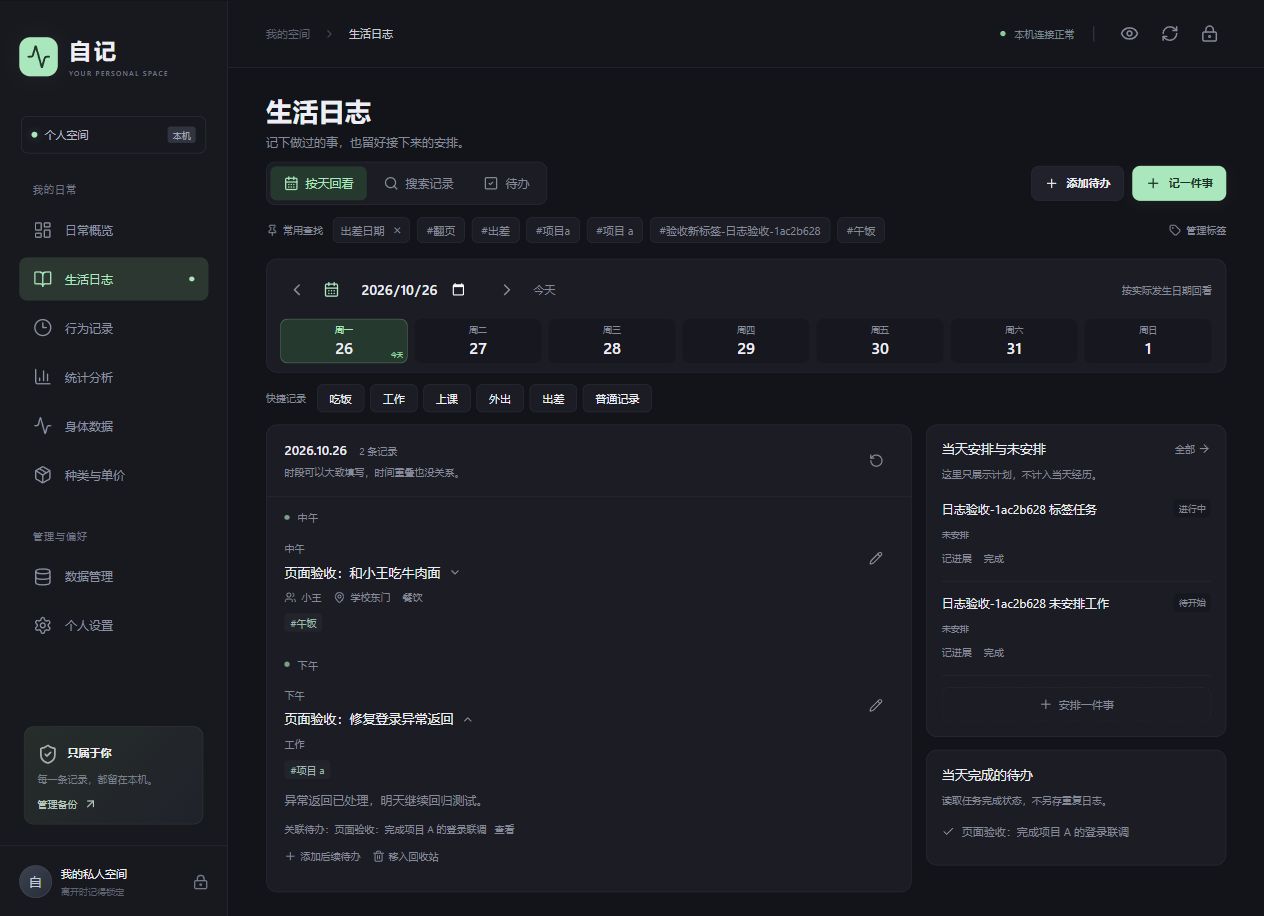 自记
YOUR PERSONAL SPACE
个人空间 本机
我的日常
日常概览
生活日志
行为记录
统计分析
身体数据
种类与单价
管理与偏好
数据管理
个人设置
只属于你
每一条记录，都留在本机。
管理备份
自 我的私人空间
离开时记得锁定
我的空间 生活日志
本机连接正常
生活日志
记下做过的事，也留好接下来的安排。
按天回看 搜索记录 待办
添加待办 记一件事
常用查找 出差日期 × #翻页 #出差 #项目a #项目 a #验收新标签-日志验收-1ac2b628 #午饭
管理标签
2026/10/26 今天
按实际发生日期回看
周一 周二 周三 周四 周五 周六 周日
26 今天 27 28 29 30 31 1
快捷记录 吃饭 工作 上课 外出 出差 普通记录
2026.10.26 2 条记录
时段可以大致填写，时间重叠也没关系。
中午
中午
页面验收：和小王吃牛肉面
小王 学校东门 餐饮
#午饭
下午
下午
页面验收：修复登录异常返回
工作
#项目 a
异常返回已处理，明天继续回归测试。
关联待办：页面验收：完成项目 A 的登录联调 查看
添加后续待办 移入回收站
当天安排与未安排 全部
这里只展示计划，不计入当天经历。
日志验收-1ac2b628 标签任务 进行中
未安排
记进展 完成
日志验收-1ac2b628 未安排工作 待开始
未安排
记进展 完成
安排一件事
当天完成的待办
读取任务完成状态，不另存重复日志。
页面验收：完成项目 A 的登录联调